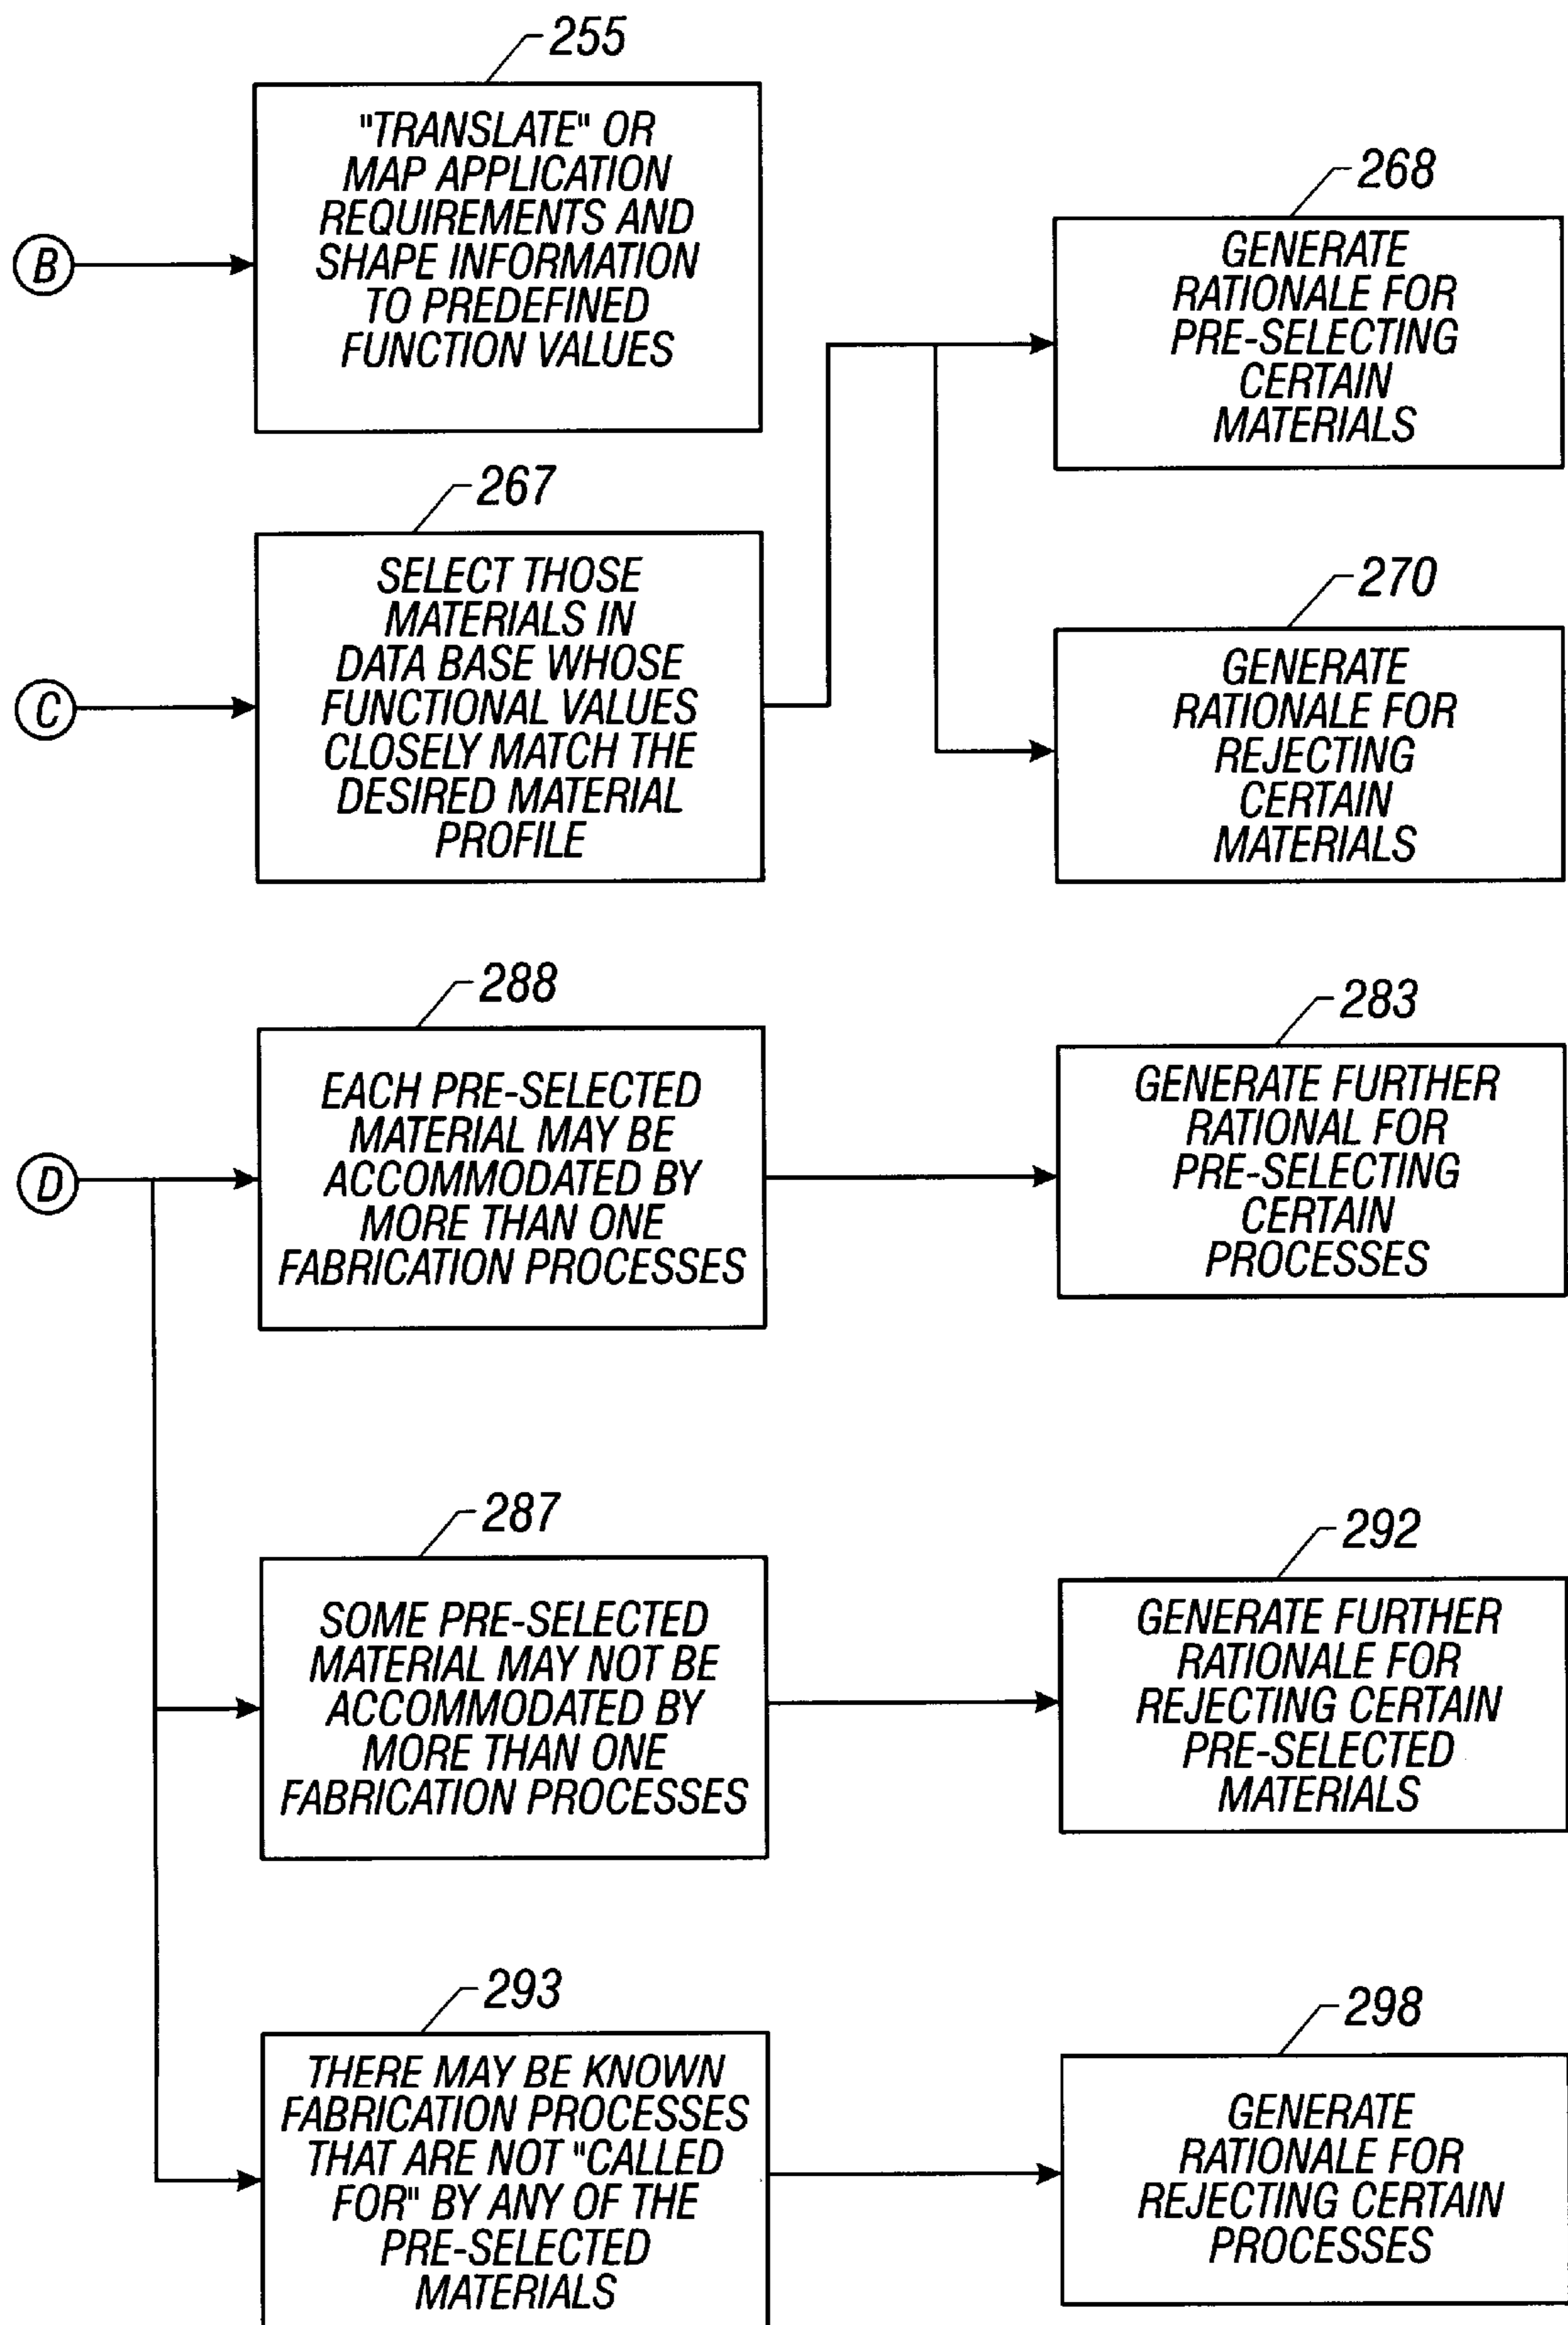 255
"TRANSLATE" OR
MAP APPLICATION
REQUIREMENTS AND
SHAPE INFORMATION
TO PREDEFINED
FUNCTION VALUES
B
268
GENERATE
RATIONALE FOR
PRE-SELECTING
CERTAIN
MATERIALS
267
SELECT THOSE
MATERIALS IN
DATA BASE WHOSE
FUNCTIONAL VALUES
CLOSELY MATCH THE
DESIRED MATERIAL
PROFILE
C
270
GENERATE
RATIONALE FOR
REJECTING
CERTAIN
MATERIALS
288
EACH PRE-SELECTED
MATERIAL MAY BE
ACCOMMODATED BY
MORE THAN ONE
FABRICATION PROCESSES
D
283
GENERATE FURTHER
RATIONAL FOR
PRE-SELECTING
CERTAIN
PROCESSES
287
SOME PRE-SELECTED
MATERIAL MAY NOT BE
ACCOMMODATED BY
MORE THAN ONE
FABRICATION PROCESSES
292
GENERATE FURTHER
RATIONALE FOR
REJECTING CERTAIN
PRE-SELECTED
MATERIALS
293
THERE MAY BE KNOWN
FABRICATION PROCESSES
THAT ARE NOT "CALLED
FOR" BY ANY OF THE
PRE-SELECTED
MATERIALS
298
GENERATE
RATIONALE FOR
REJECTING CERTAIN
PROCESSES